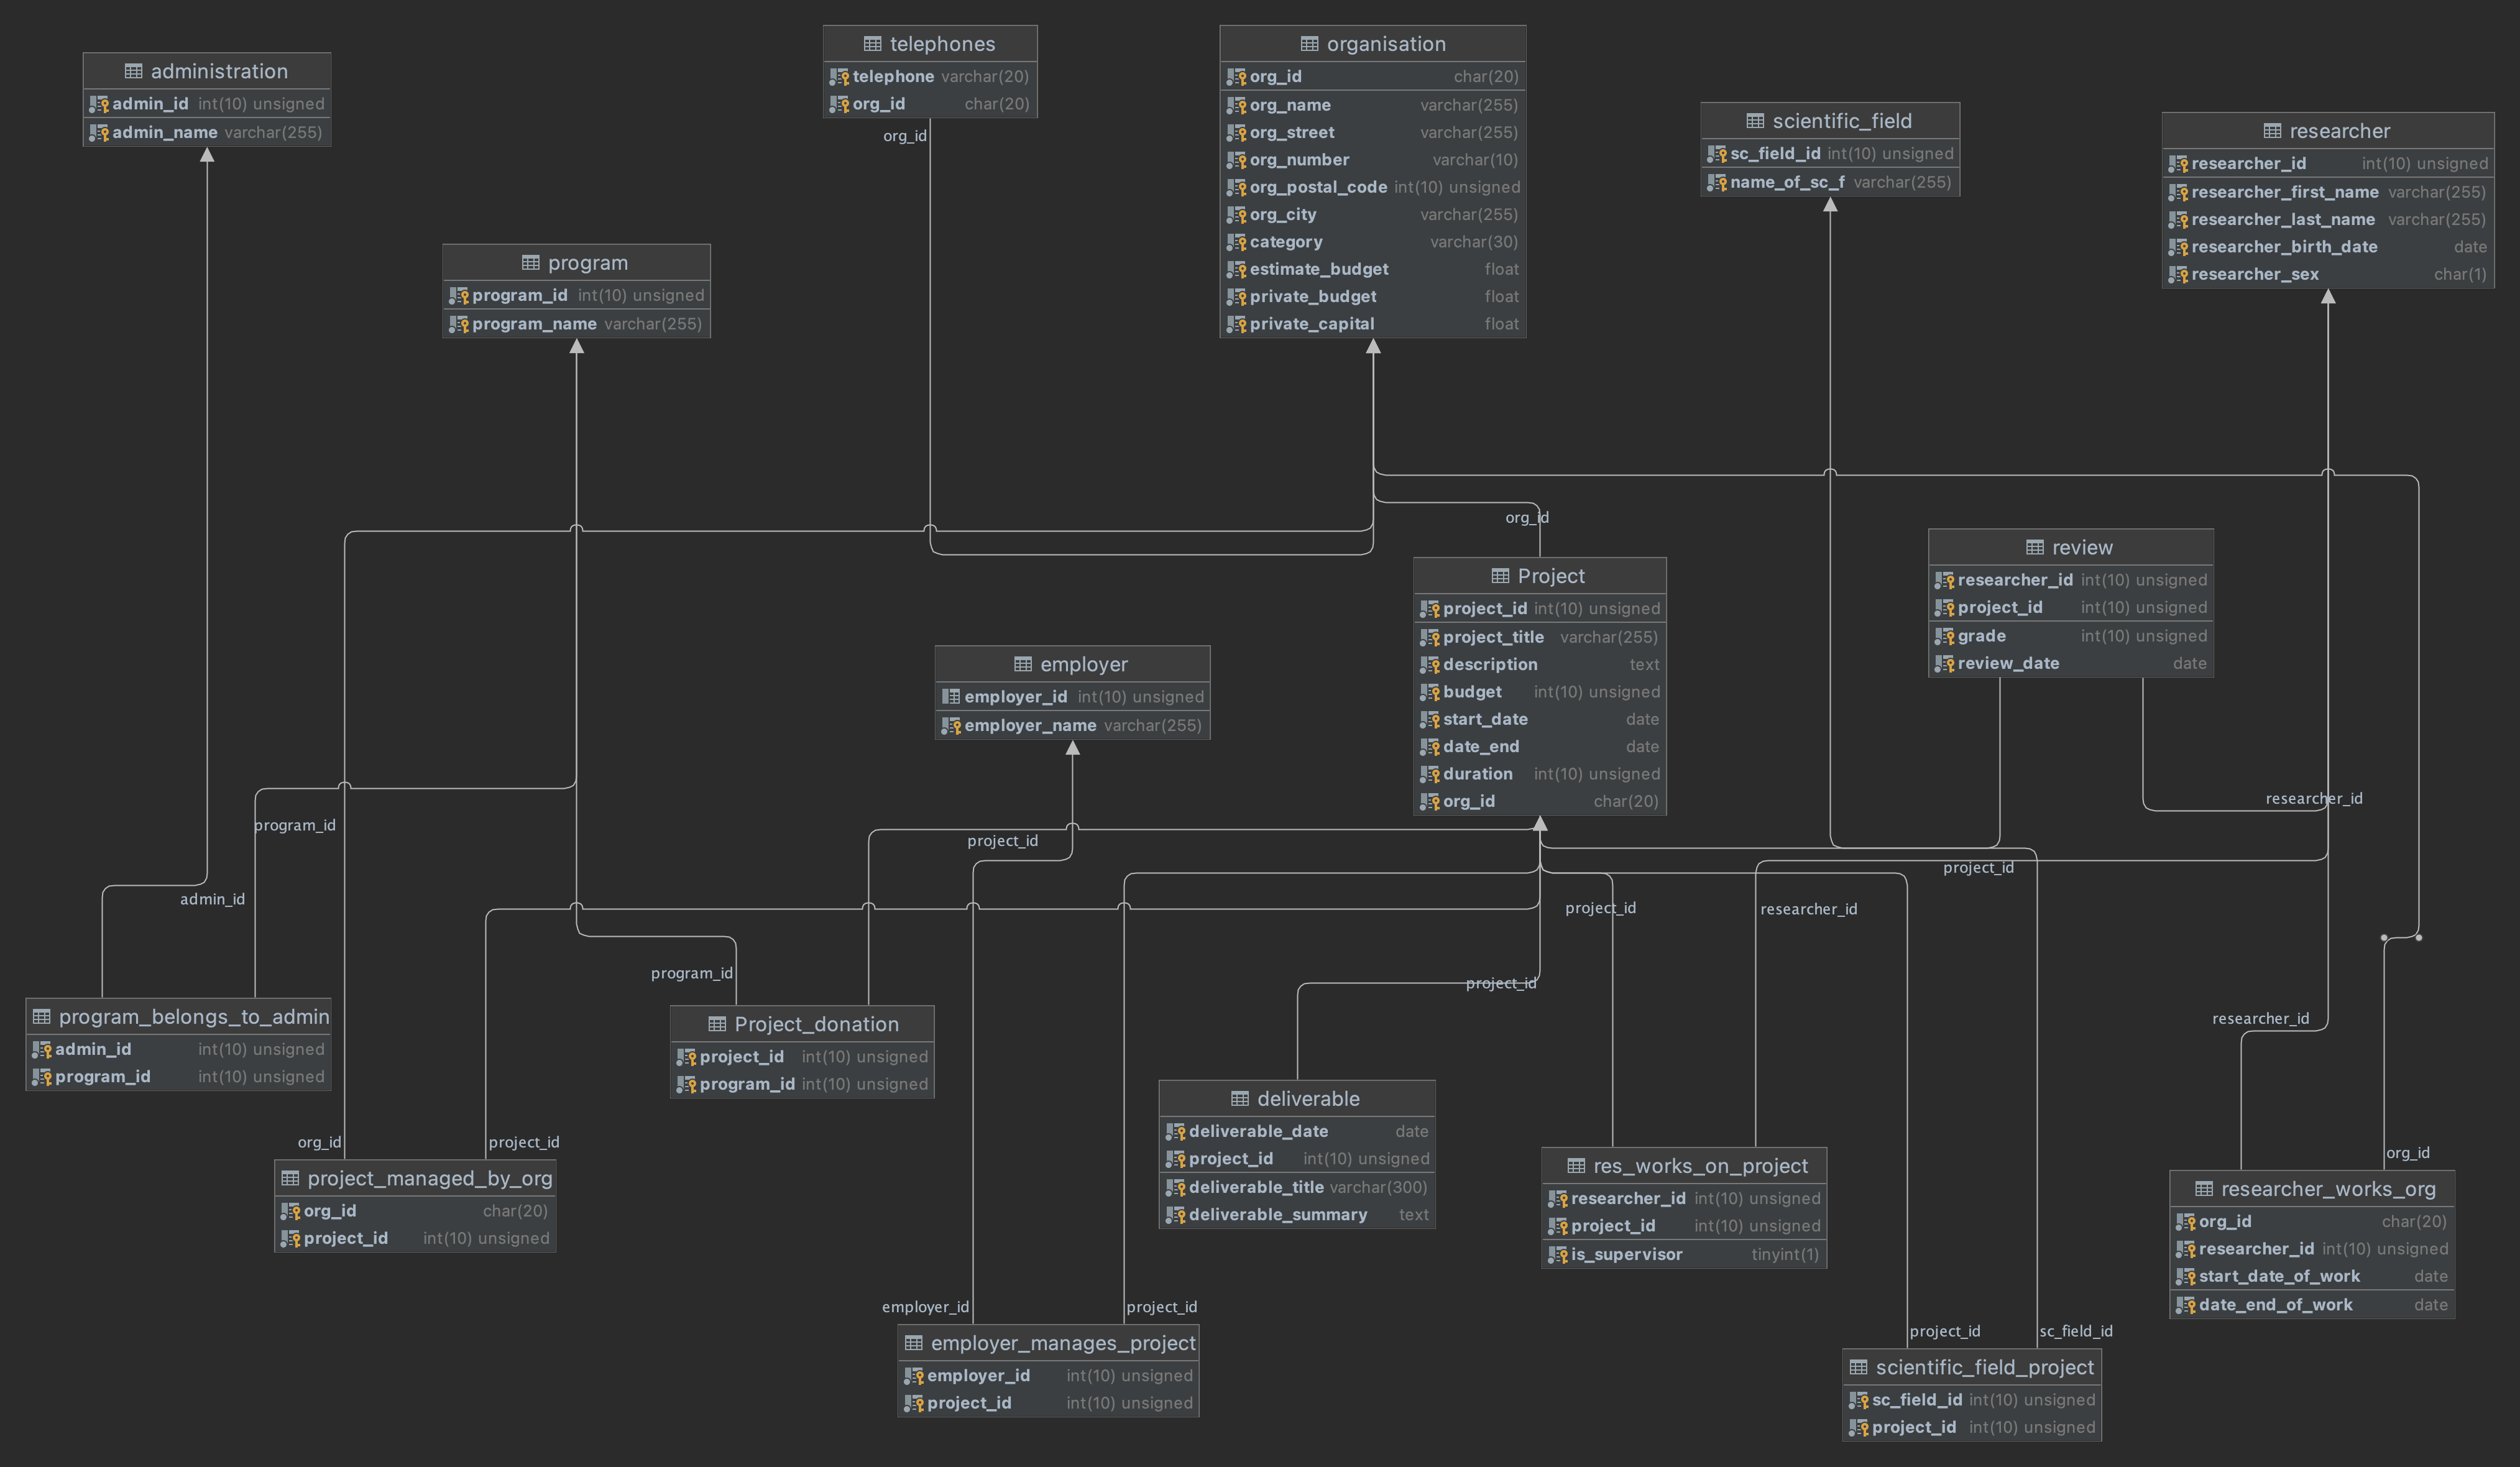 administration
admin_id int(10) unsigned
admin_name varchar(255)
telephones
telephone varchar(20)
org_id char(20)
org_id
organisation
org_id char(20)
org_name varchar(255)
org_street varchar(255)
org_number varchar(10)
org_postal_code int(10) unsigned
org_city varchar(255)
category varchar(30)
estimate_budget float
private_budget float
private_capital float
scientific_field
sc_field_id int(10) unsigned
name_of_sc_f varchar(255)
researcher
researcher_id int(10) unsigned
researcher_first_name varchar(255)
researcher_last_name varchar(255)
researcher_birth_date date
researcher_sex char(1)
program
program_id int(10) unsigned
program_name varchar(255)
org_id
Project
project_id int(10) unsigned
project_title varchar(255)
description text
budget int(10) unsigned
start_date date
date_end date
duration int(10) unsigned
org_id char(20)
review
researcher_id int(10) unsigned
project_id int(10) unsigned
grade int(10) unsigned
review_date date
employer
employer_id int(10) unsigned
employer_name varchar(255)
researcher_id
program_id
project_id
project_id
admin_id
project_id
researcher_id
program_id
project_id
program_belongs_to_admin
admin_id int(10) unsigned
program_id int(10) unsigned
Project_donation
project_id int(10) unsigned
program_id int(10) unsigned
researcher_id
deliverable
deliverable_date date
project_id int(10) unsigned
deliverable_title varchar(300)
deliverable_summary text
org_id
project_id
project_managed_by_org
org_id char(20)
project_id int(10) unsigned
res_works_on_project
researcher_id int(10) unsigned
project_id int(10) unsigned
is_supervisor tinyint(1)
org_id
researcher_works_org
org_id char(20)
researcher_id int(10) unsigned
start_date_of_work date
date_end_of_work date
employer_id
project_id
employer_manages_project
employer_id int(10) unsigned
project_id int(10) unsigned
project_id
sc_field_id
scientific_field_project
sc_field_id int(10) unsigned
project_id int(10) unsigned